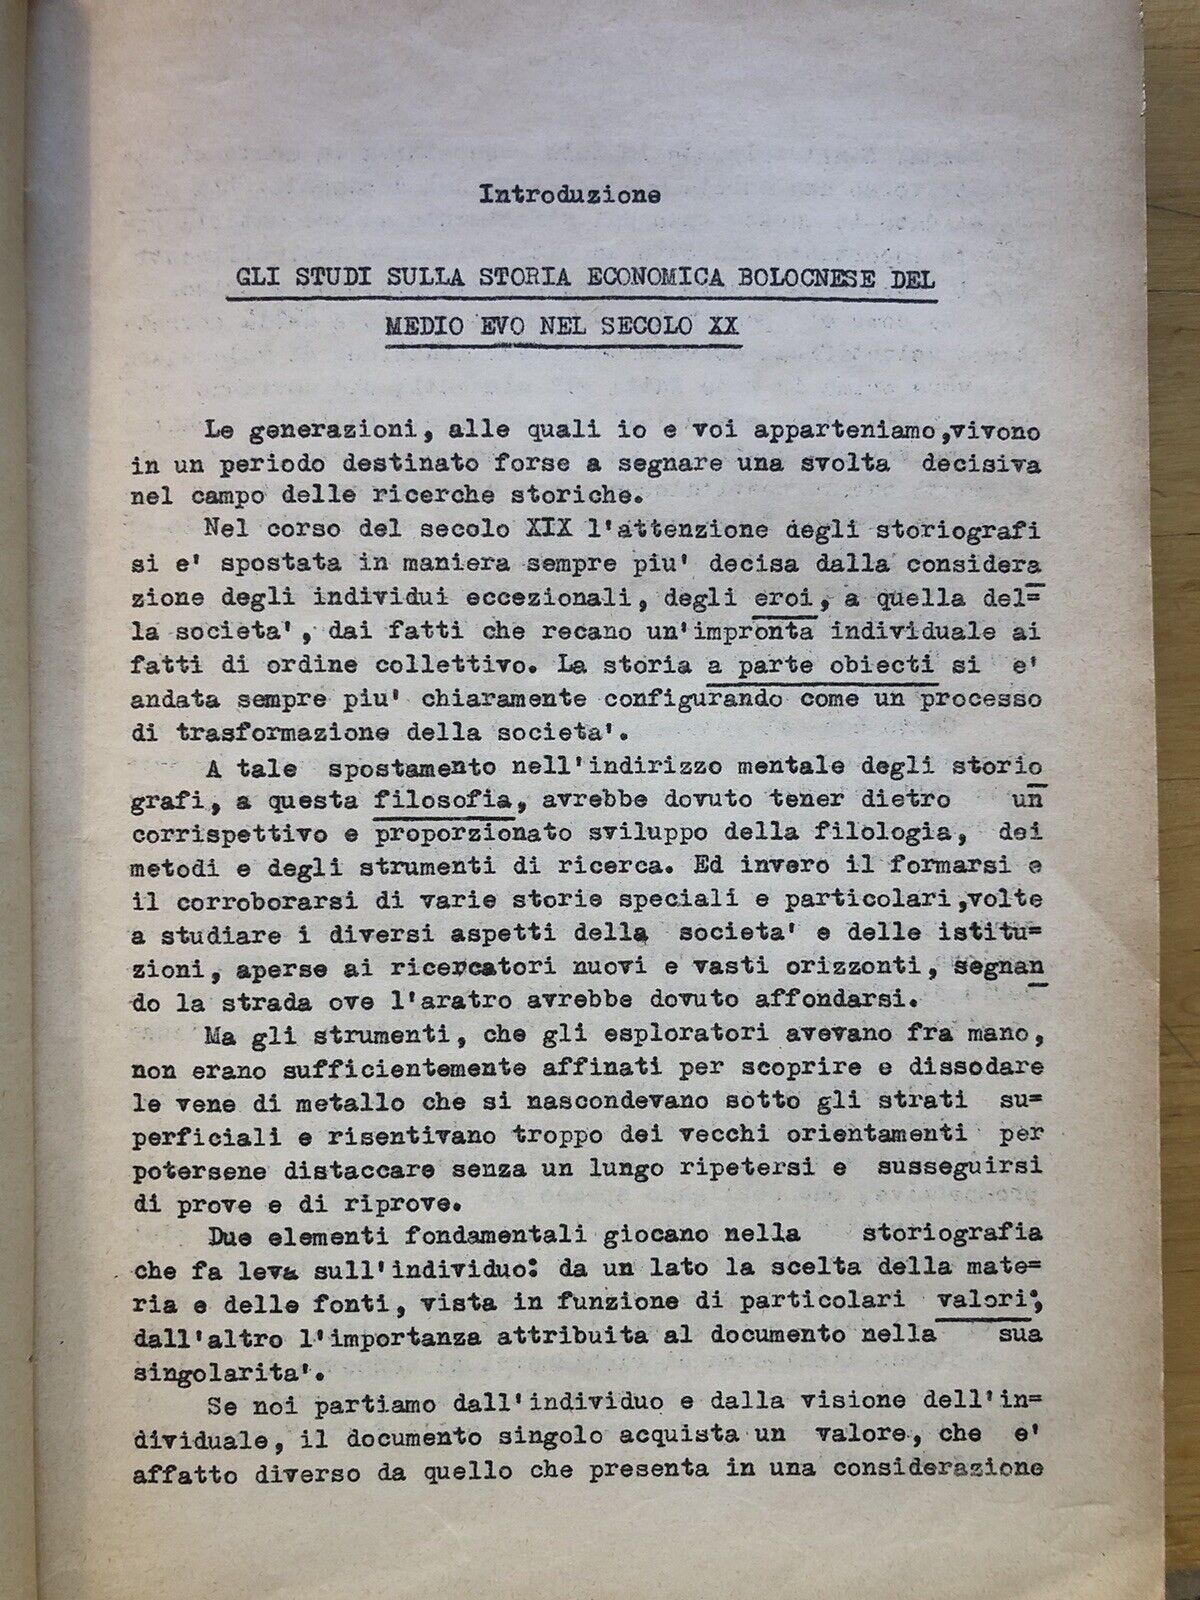 Introduzione
GLI STUDI SULLA STORIA ECONOMICA BOLOCNESE DEL
MEDIO EVO NEL SECOLO XX
Le generazioni, alle quali io e voi apparteniamo,vivono
in un periodo destinato forse a segnare una svolta decisiva
nel campo delle ricerche storiche.
Nel corso del secolo XIX l'attenzione degli storiografi
si e' spostata in maniera sempre piu' decisa dalla considera
zione degli individui eccezionali, degli eroi, a quella del=
la societa', dai fatti che recano un'impronta individuale ai
fatti di ordine collettivo. La storia a parte obiecti si e'
andata sempre piu' chiaramente configurando come un processo
di trasformazione della societa'.
A tale spostamento nell'indirizzo mentale degli storio
grafi, a questa filosofia, avrebbe dovuto tener dietro un
corrispettivo e proporzionato sviluppo della filologia, dei
metodi e degli strumenti di ricerca. Ed invero il formarsi e
il corroborarsi di varie storie speciali e particolari,volte
a studiare i diversi aspetti della societa' e delle istitu=
zioni, aperse ai ricercatori nuovi e vasti orizzonti, segnan
do la strada ove l'aratro avrebbe dovuto affondarsi.
Ma gli strumenti, che gli esploratori avevano fra mano,
non erano sufficientemente affinati per scoprire e dissodare
le vene di metallo che si nascondevano sotto gli strati su=
perficiali e risentivano troppo dei vecchi orientamenti per
potersene distaccare senza un lungo ripetersi e susseguirsi
di prove e di riprove.
Due elementi fondamentali giocano nella storiografia
che fa leva sull'individuo: da un lato la scelta della mate=
ria e delle fonti, vista in funzione di particolari valori;
dall'altro l'importanza attribuita al documento nella sua
singolarita'.
Se noi partiamo dall'individuo e dalla visione dell'in=
dividuale, il documento singolo acquista un valore, che e'
affatto diverso da quello che presenta in una considerazione